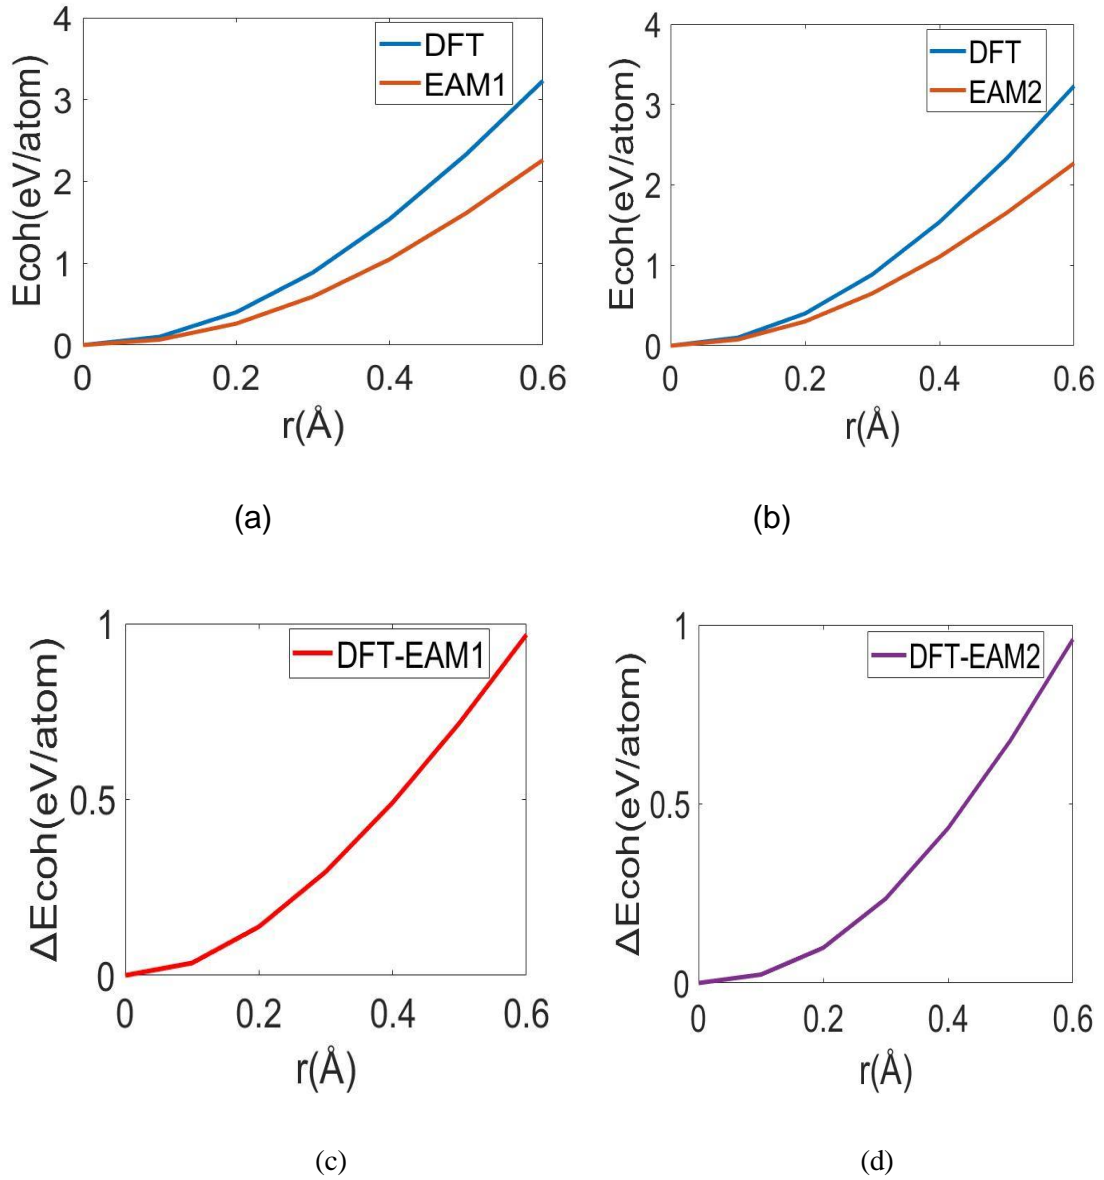 4
3
2
1
0
Ecoh(eV/atom)
DFT
EAM1
0
0.2
0.4
0.6
r(Å)
(a)
4
3
2
1
0
Ecoh(eV/atom)
DFT
EAM2
0
0.2
0.4
0.6
r(Å)
(b)
1
0.5
0
ΔEcoh(eV/atom)
DFT-EAM1
0
0.2
0.4
0.6
r(Å)
(c)
1
0.5
0
ΔEcoh(eV/atom)
DFT-EAM2
0
0.2
0.4
0.6
r(Å)
(d)